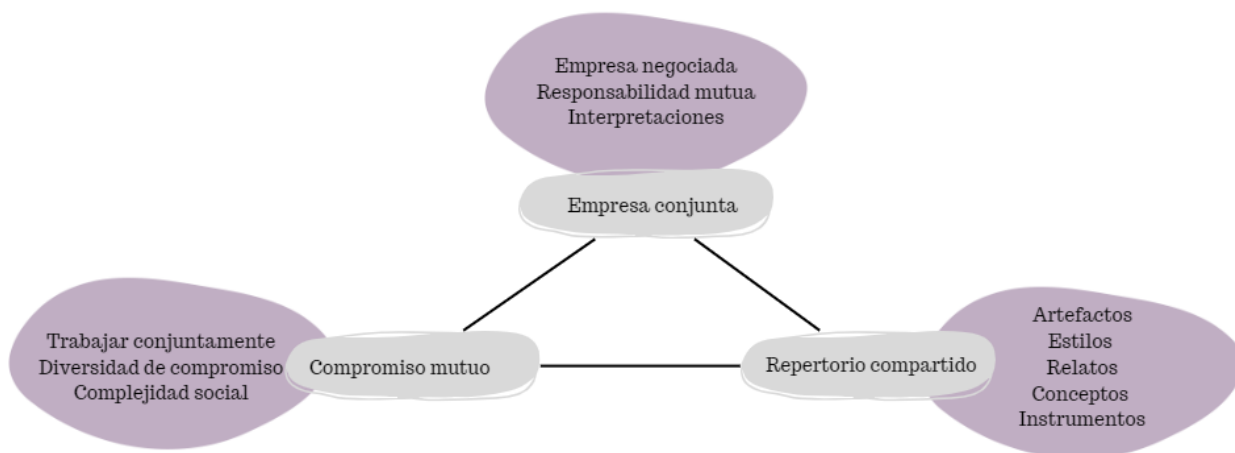 Empresa negociada
Responsabilidad mutua
Interpretaciones
Empresa conjunta
Trabajar conjuntamente
Diversidad de compromiso
Complejidad social
Compromiso mutuo
Repertorio compartido
Artefactos
Estilos
Relatos
Conceptos
Instrumentos